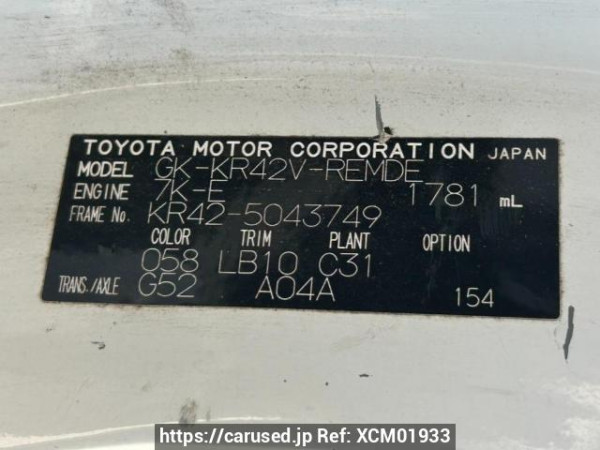 TOYOTA MOTOR CORPORATION JAPAN
MODEL GK-KR42V-REMDE
ENGINE 7K-E 1781 mL
FRAME No. KR42-5043749
COLOR TRIM PLANT OPTION
058 LB10 C31
TRANS./AXLE G52 A04A 154
https://carused.jp Ref: XCM01933